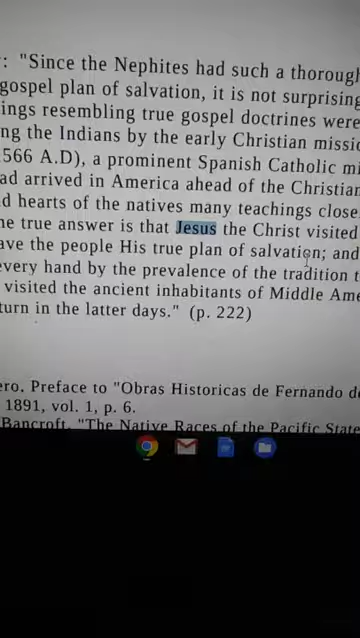 : "Since the Nephites had such a thorough
gospel plan of salvation, it is not surprising
ings resembling true gospel doctrines were
ng the Indians by the early Christian missio
566 A.D), a prominent Spanish Catholic mi
ad arrived in America ahead of the Christian
d hearts of the natives many teachings close
he true answer is that Jesus the Christ visited
ave the people His true plan of salvation; and
every hand by the prevalence of the tradition t
visited the ancient inhabitants of Middle Ame
turn in the latter days." (p. 222)
ero. Preface to "Obras Historicas de Fernando de
1891, vol. 1, p. 6.
Bancroft. "The Native Races of the Pacific State